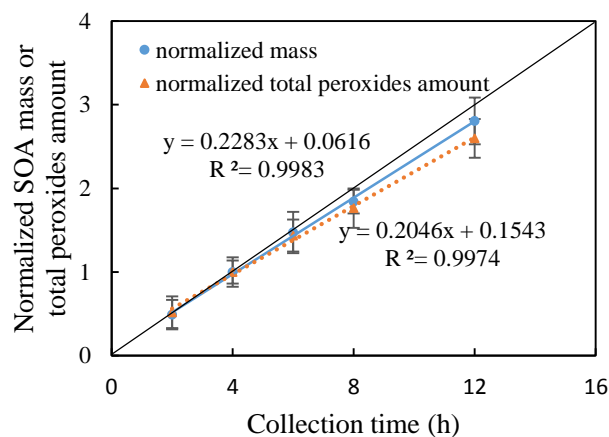 Normalized SOA mass or
total peroxides amount
4
3
2
1
0
normalized mass
normalized total peroxides amount
y = 0.2283x + 0.0616
R ²= 0.9983
y = 0.2046x + 0.1543
R ²= 0.9974
0 4 8 12 16
Collection time (h)